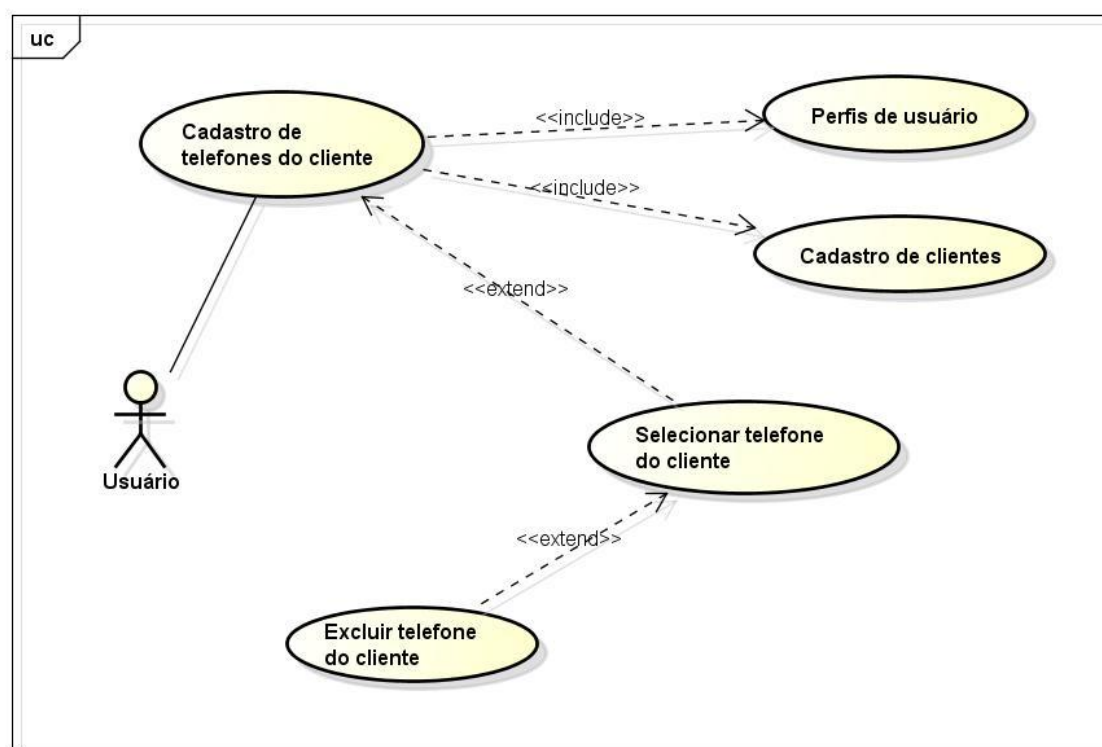 uc
Cadastro de
telefones do cliente
<<include>>
Perfis de usuário
<<include>>
Cadastro de clientes
<<extend>>
Usuário
Selecionar telefone
do cliente
<<extend>>
Excluir telefone
do cliente